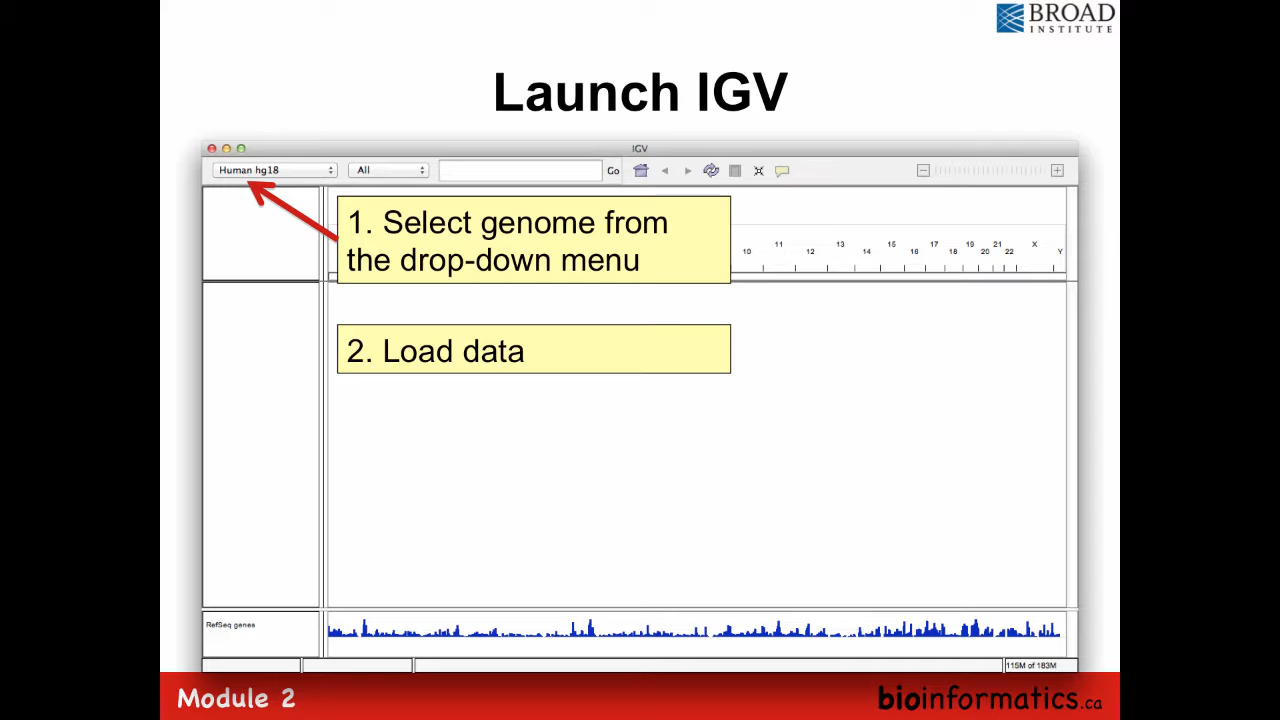 BROAD
INSTITUTE
Launch IGV
IGV
Human hg18
All
Go
1. Select genome from
the drop-down menu
10 11 12 13 14 15 16 17 18 19 20 21 22 X Y
2. Load data
RefSeq genes
115M of 183M
Module 2
bioinformatics.ca